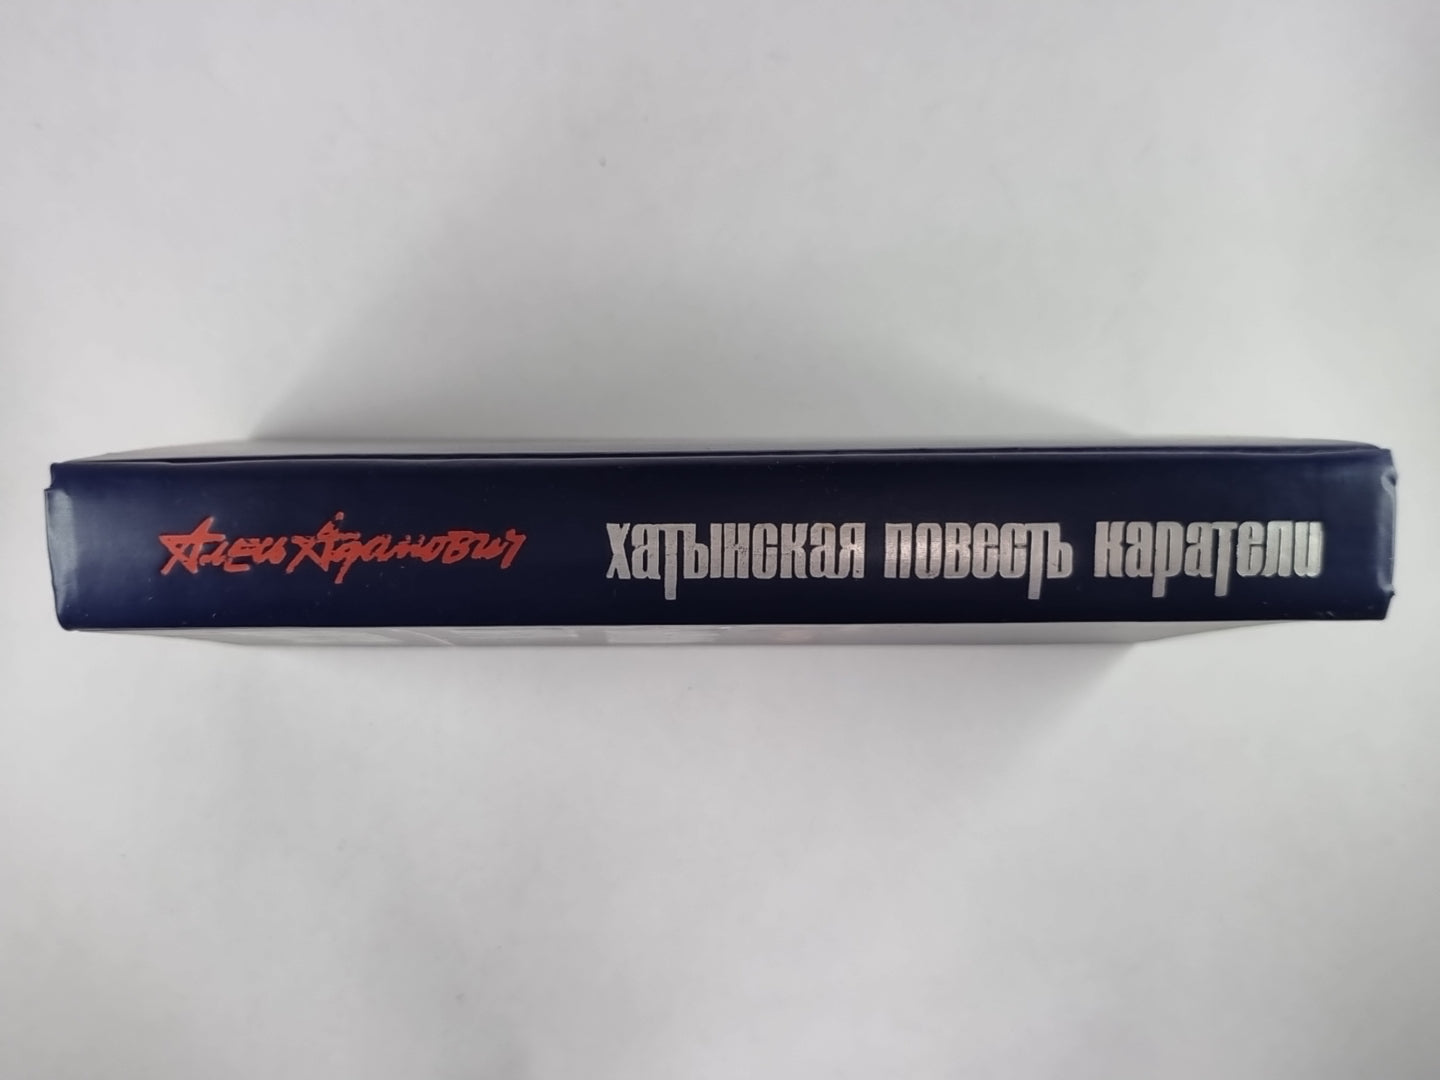 Алесь Адамович
ХАТЫНСКАЯ ПОВЕСТЬ КАРАТЕЛИ